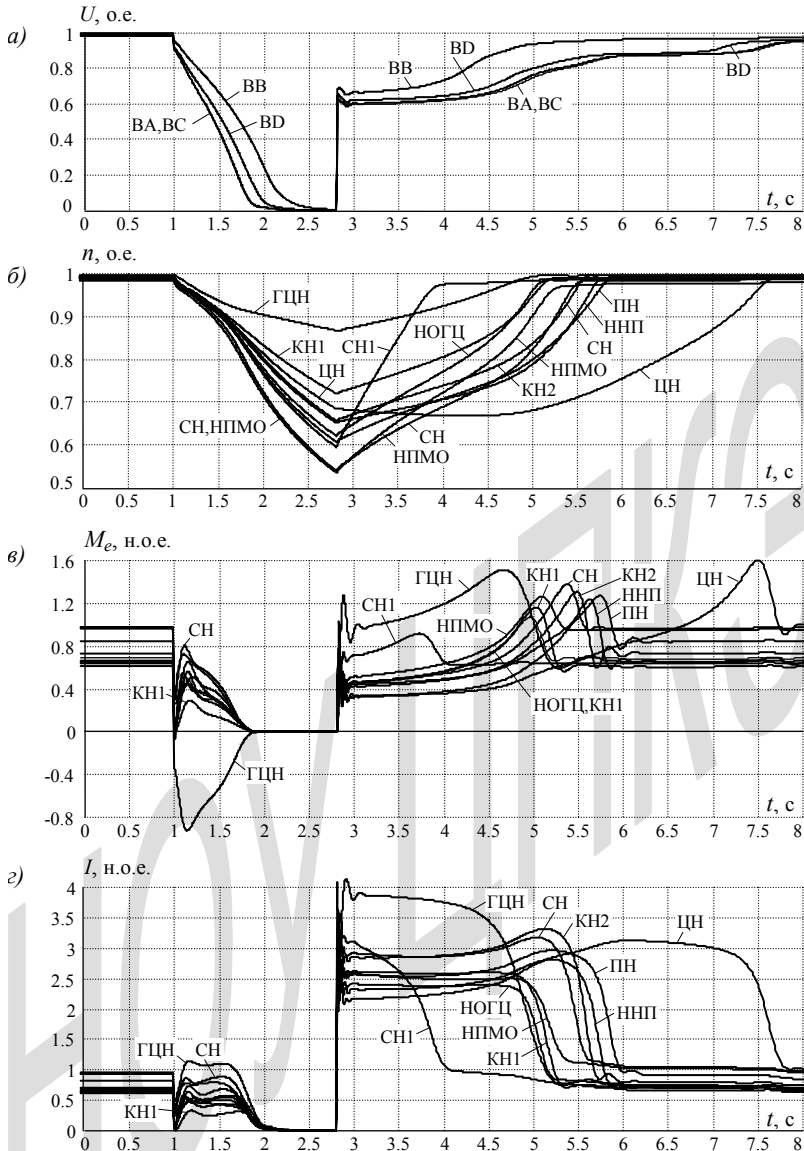 U, о.е.
а)
1
0.8
0.6
0.4
0.2
0
BB
BA,BC
BD
BB
BD
BA,BC
BD
t, с
0 0.5 1 1.5 2 2.5 3 3.5 4 4.5 5 5.5 6 6.5 7 7.5 8
n, о.е.
б)
1
0.9
0.8
0.7
0.6
0.5
ГЦН
КН1
ЦН
СН,НПМО
СН1
НОГЦ
СН
НПМО
КН2
НПМО
СН
ННП
ПН
ЦН
t, с
0 0.5 1 1.5 2 2.5 3 3.5 4 4.5 5 5.5 6 6.5 7 7.5 8
Mе, н.о.е.
в)
1.6
1.2
0.8
0.4
0
-0.4
-0.8
СН
КН1
ГЦН
ГЦН
СН1
НПМО
КН1
СН
КН2
ННП
ПН
НОГЦ,КН1
ЦН
t, с
0 0.5 1 1.5 2 2.5 3 3.5 4 4.5 5 5.5 6 6.5 7 7.5 8
I, н.о.е.
г)
4
3.5
3
2.5
2
1.5
1
0.5
0
ГЦН
СН
КН1
ГЦН
СН
КН2
ЦН
ПН
НОГЦ
ННП
НПМО
СН1
КН1
t, с
0 0.5 1 1.5 2 2.5 3 3.5 4 4.5 5 5.5 6 6.5 7 7.5 8